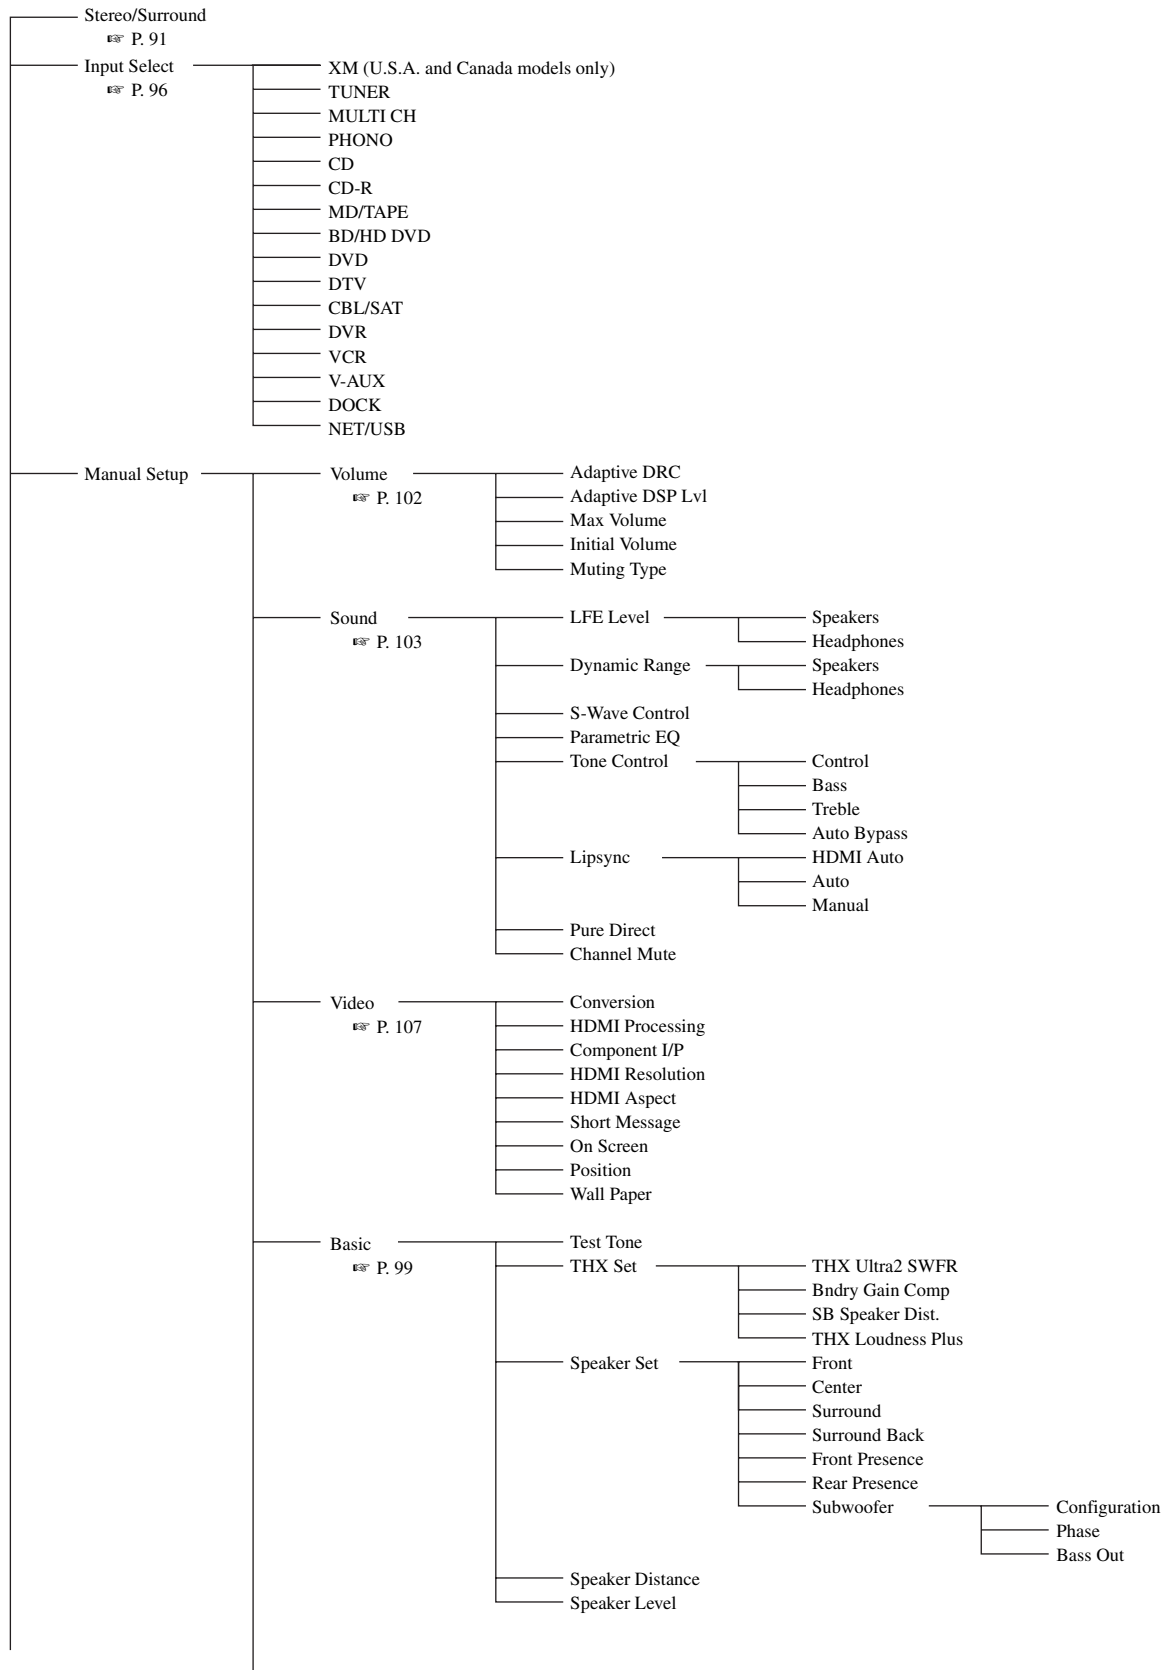 Stereo/Surround
☞ P. 91
Input Select
☞ P. 96
XM (U.S.A. and Canada models only)
TUNER
MULTI CH
PHONO
CD
CD-R
MD/TAPE
BD/HD DVD
DVD
DTV
CBL/SAT
DVR
VCR
V-AUX
DOCK
NET/USB
Manual Setup
Volume
☞ P. 102
Adaptive DRC
Adaptive DSP Lvl
Max Volume
Initial Volume
Muting Type
Sound
☞ P. 103
LFE Level
Speakers
Headphones
Dynamic Range
Speakers
Headphones
S-Wave Control
Parametric EQ
Tone Control
Control
Bass
Treble
Auto Bypass
Lipsync
HDMI Auto
Auto
Manual
Pure Direct
Channel Mute
Video
☞ P. 107
Conversion
HDMI Processing
Component I/P
HDMI Resolution
HDMI Aspect
Short Message
On Screen
Position
Wall Paper
Basic
☞ P. 99
Test Tone
THX Set
THX Ultra2 SWFR
Bndry Gain Comp
SB Speaker Dist.
THX Loudness Plus
Speaker Set
Front
Center
Surround
Surround Back
Front Presence
Rear Presence
Subwoofer
Configuration
Phase
Bass Out
Speaker Distance
Speaker Level